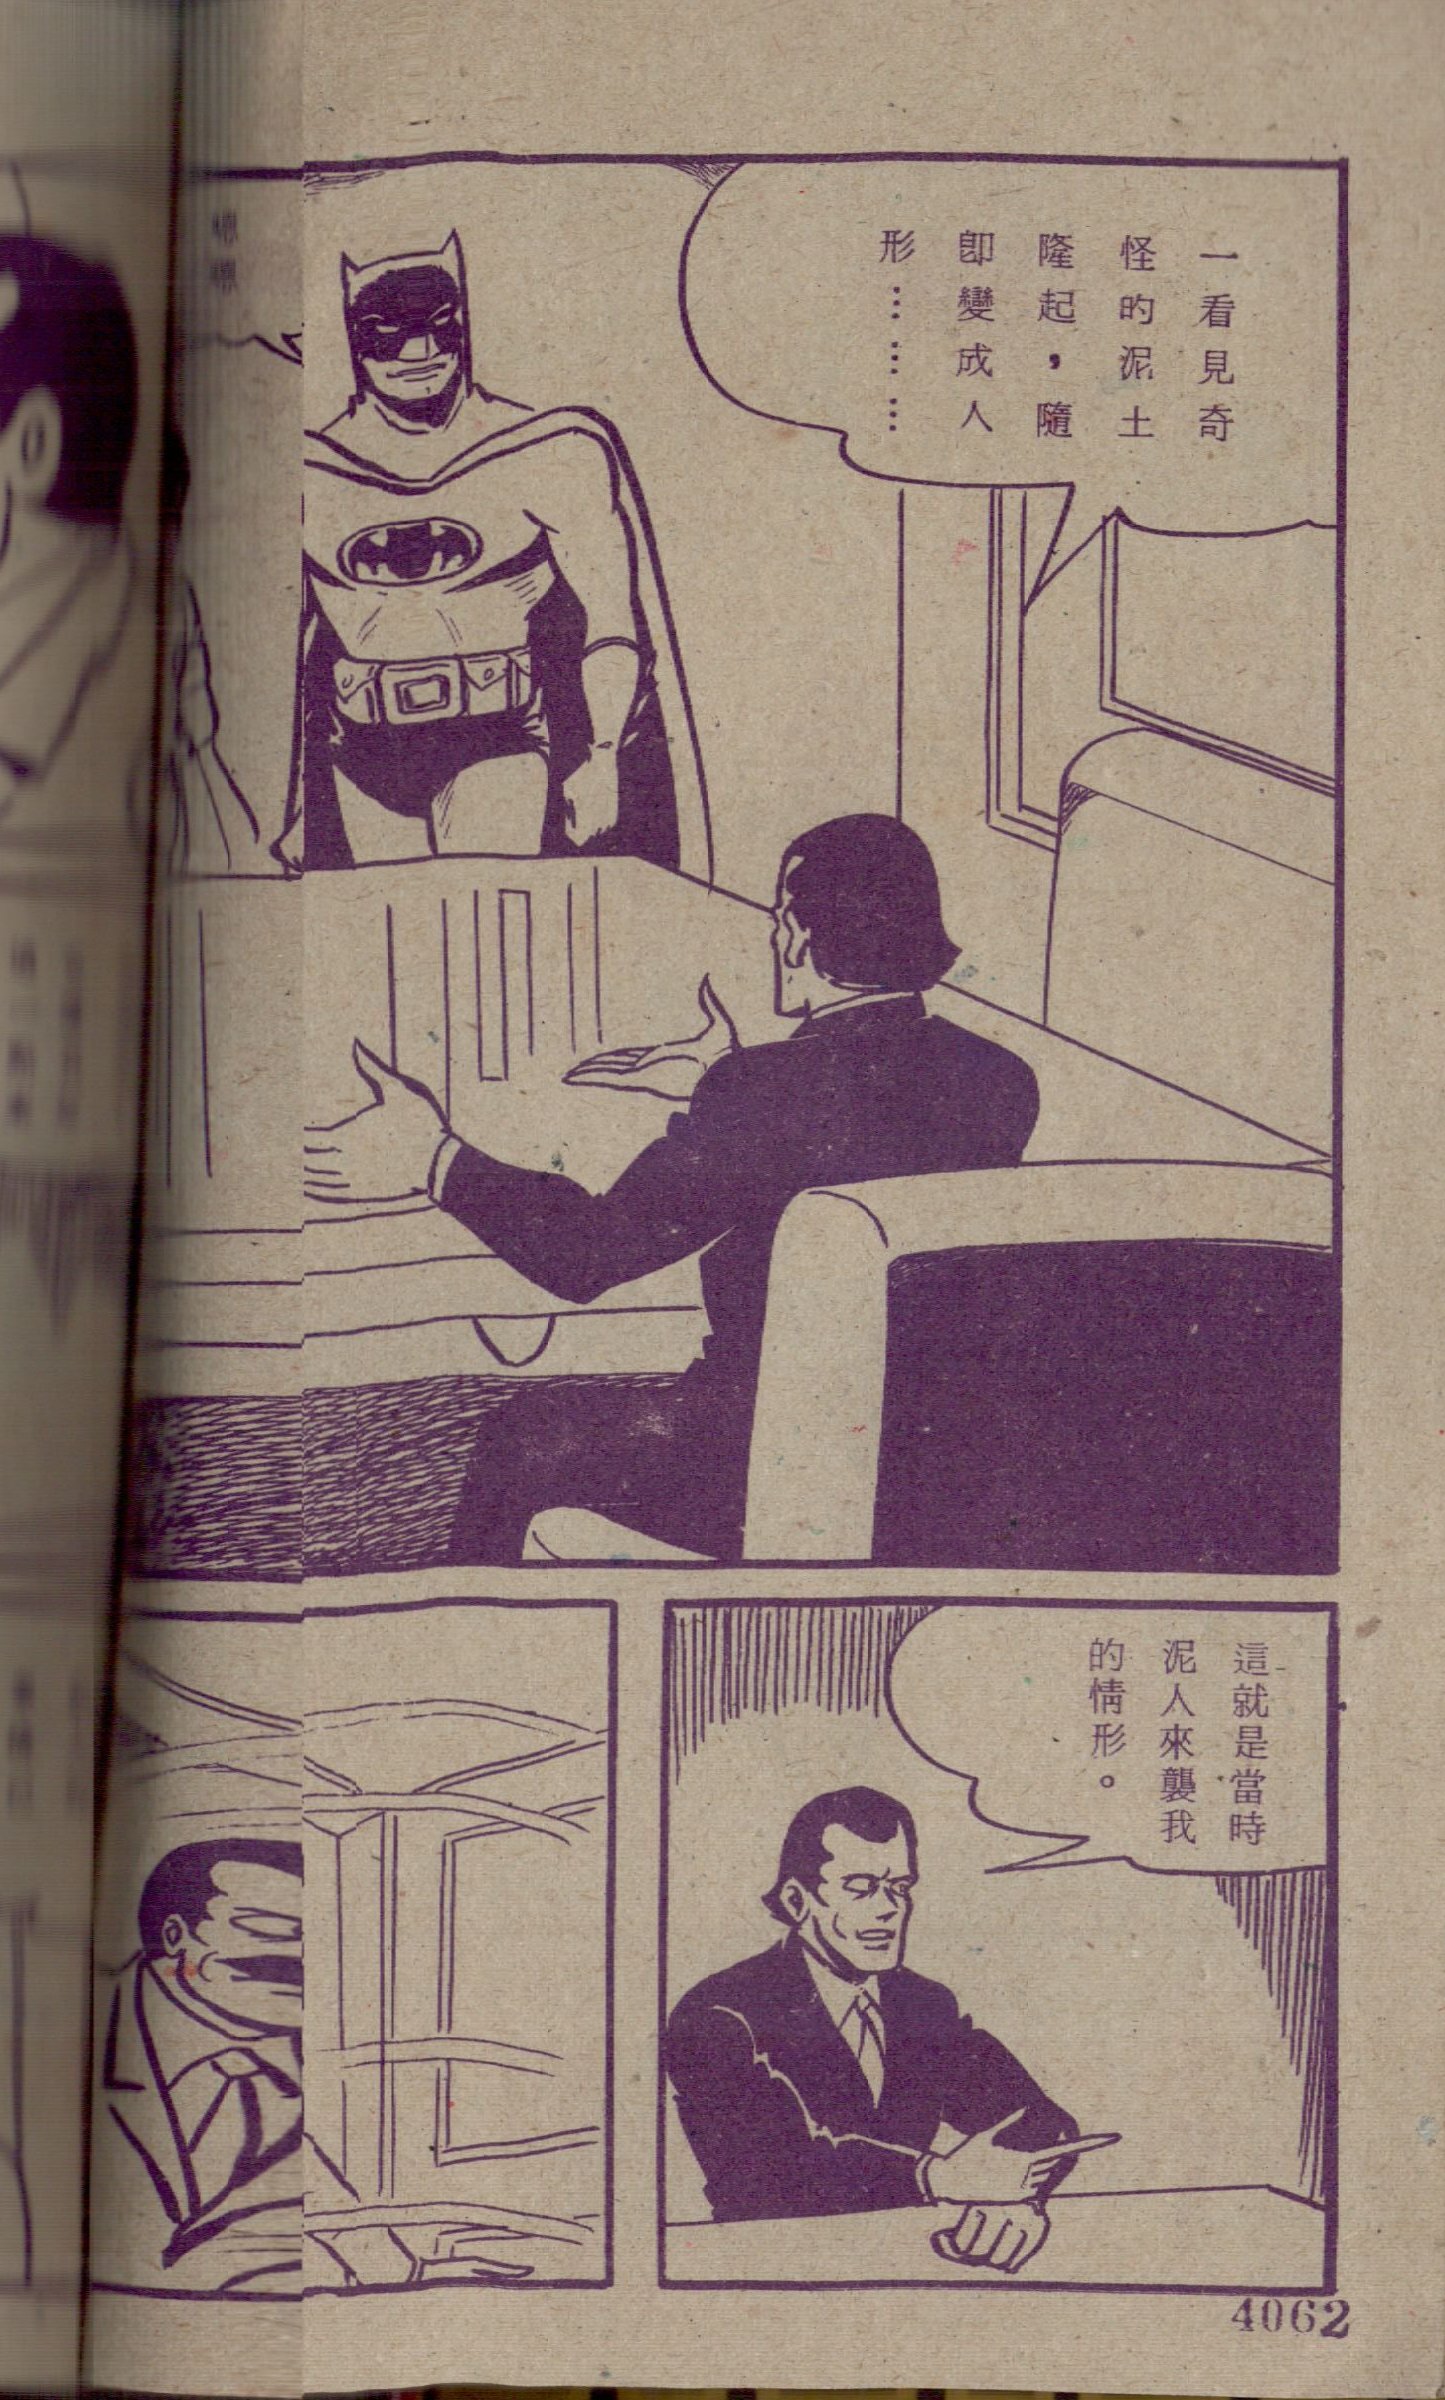 一看見奇
怪的泥土
隆起，隨
即變成人
形⋯⋯⋯
這就是當時
泥人來襲我
的情形。
4062